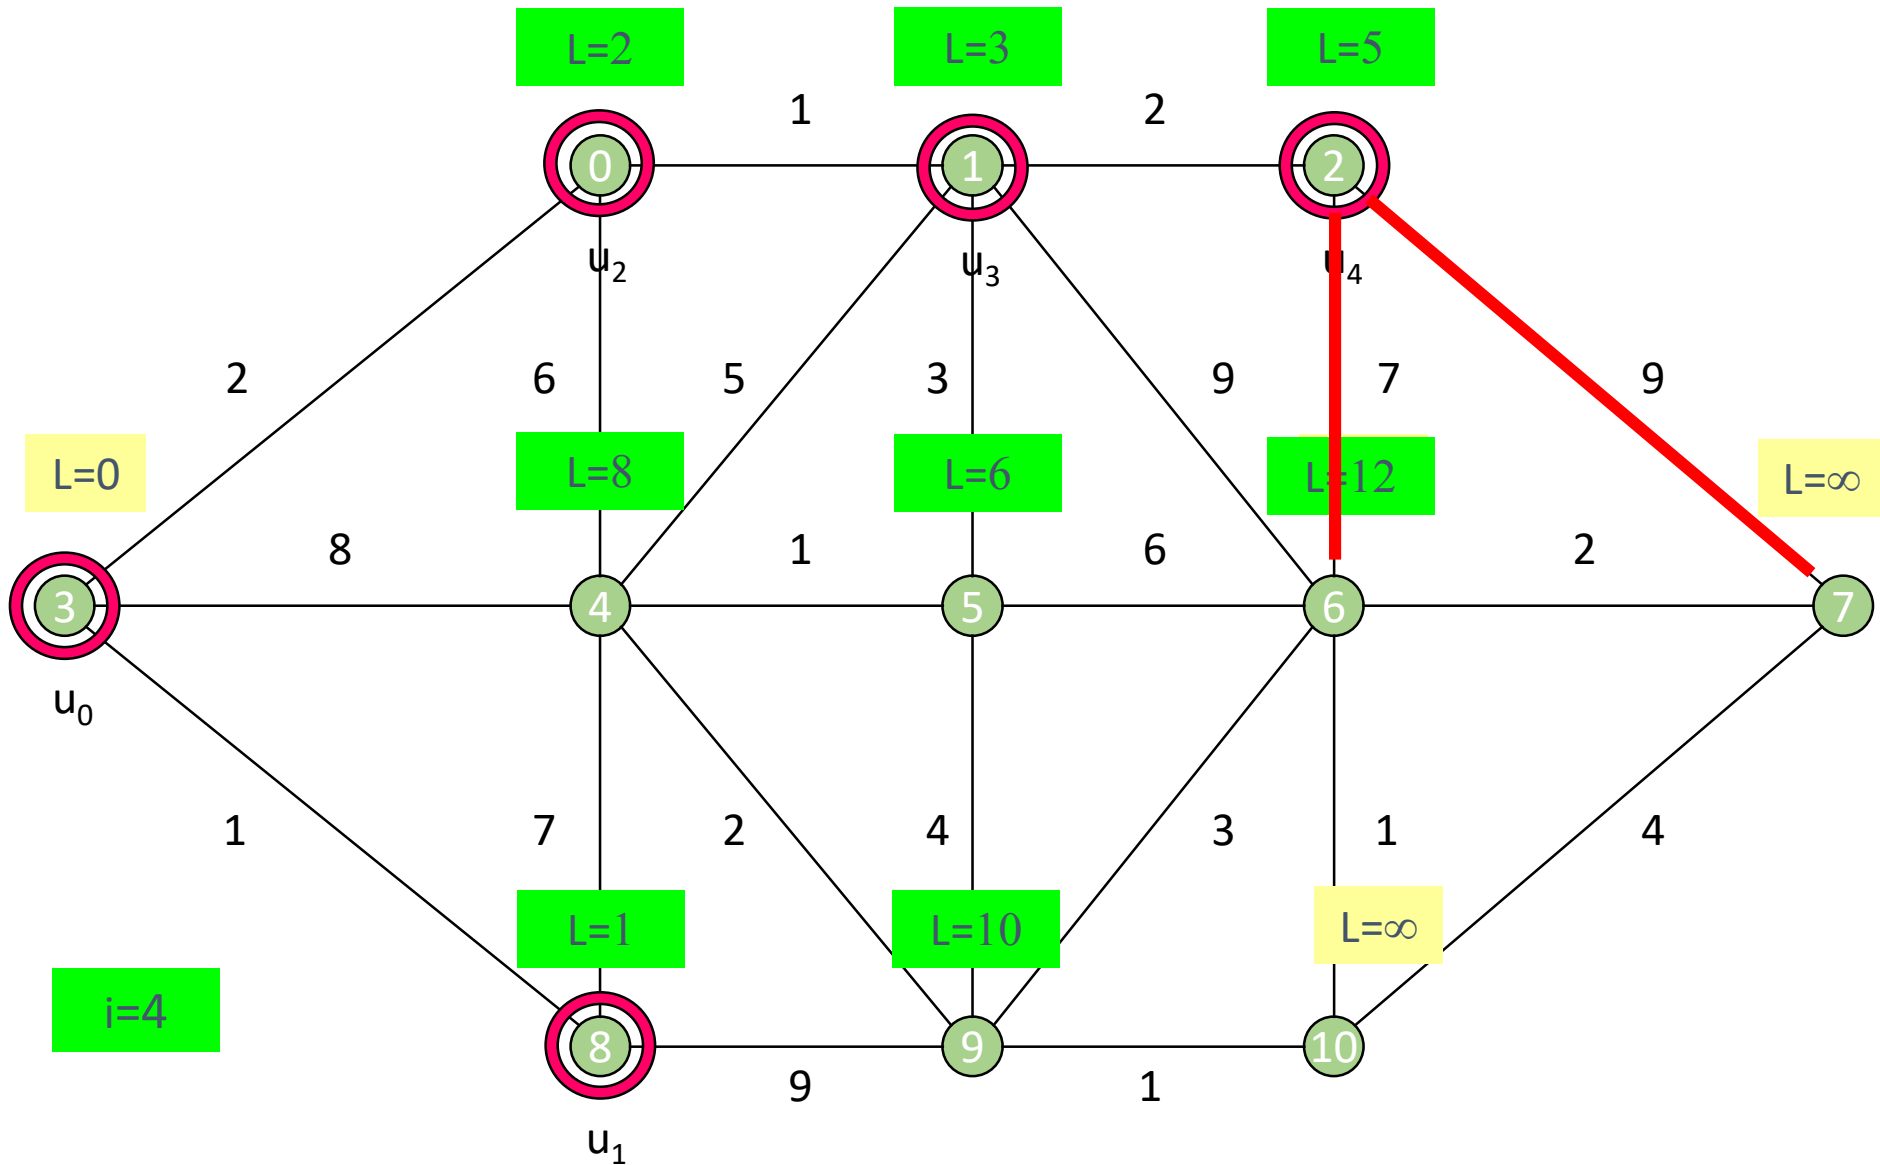 L=2 L=3 L=5
1 2
0 1 2
u2 u3 u4
2 6 5 3 9 7 9
L=0 L=8 L=6 L=12 L=∞
8 1 6 2
3 4 5 6 7
u0
1 7 2 4 3 1 4
L=1 L=10 L=∞
i=4
8 9 10
9 1
u1